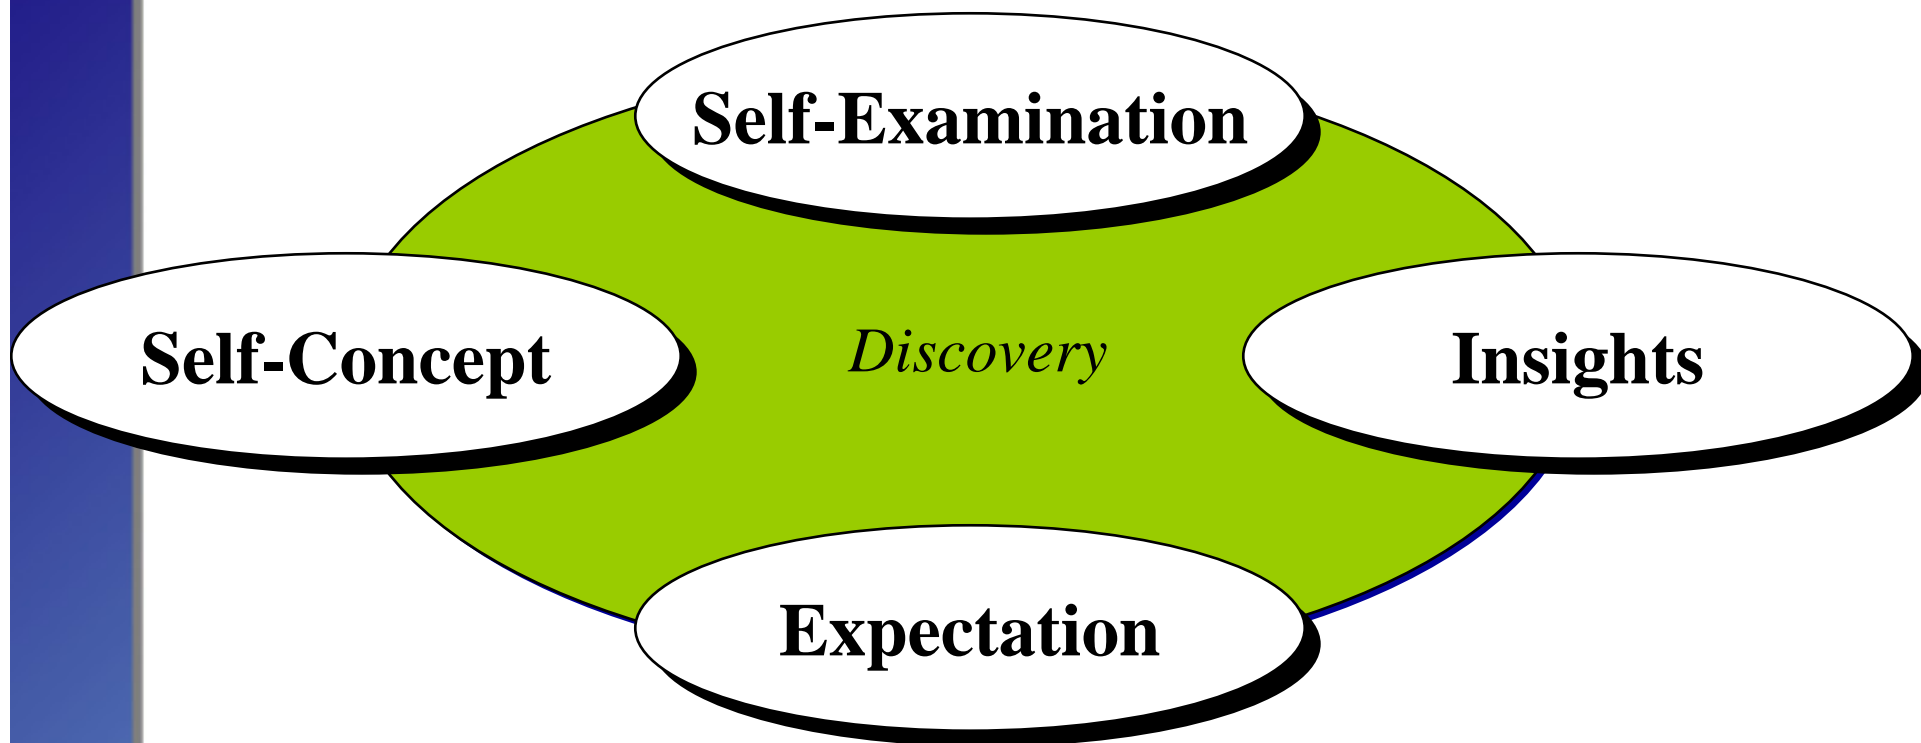 Self-Examination
Self-Concept
Discovery
Insights
Expectation